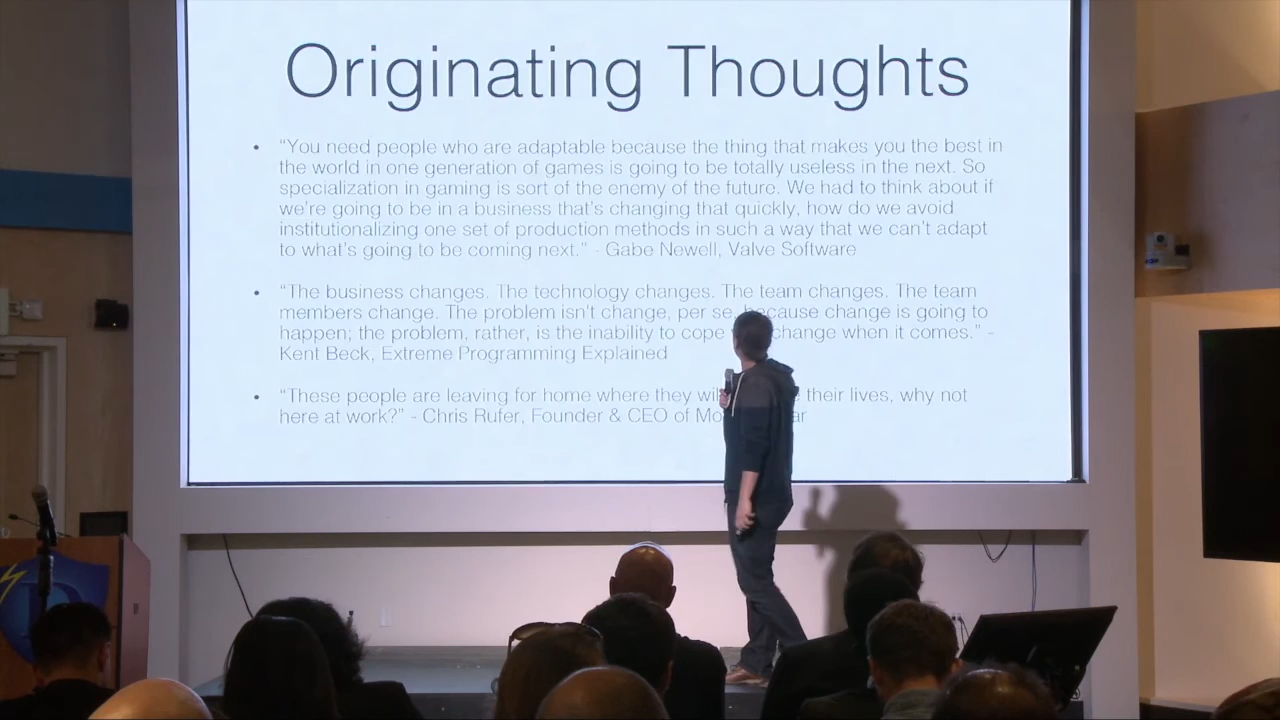 Originating Thoughts
• “You need people who are adaptable because the thing that makes you the best in
the world in one generation of games is going to be totally useless in the next. So
specialization in gaming is sort of the enemy of the future. We had to think about if
we’re going to be in a business that’s changing that quickly, how do we avoid
institutionalizing one set of production methods in such a way that we can’t adapt
to what’s going to be coming next.” - Gabe Newell, Valve Software
• “The business changes. The technology changes. The team changes. The team
members change. The problem isn’t change, per se, because change is going to
happen; the problem, rather, is the inability to cope change when it comes.” -
Kent Beck, Extreme Programming Explained
• “These people are leaving for home where they their lives, why not
here at work?” - Chris Rufer, Founder & CEO of